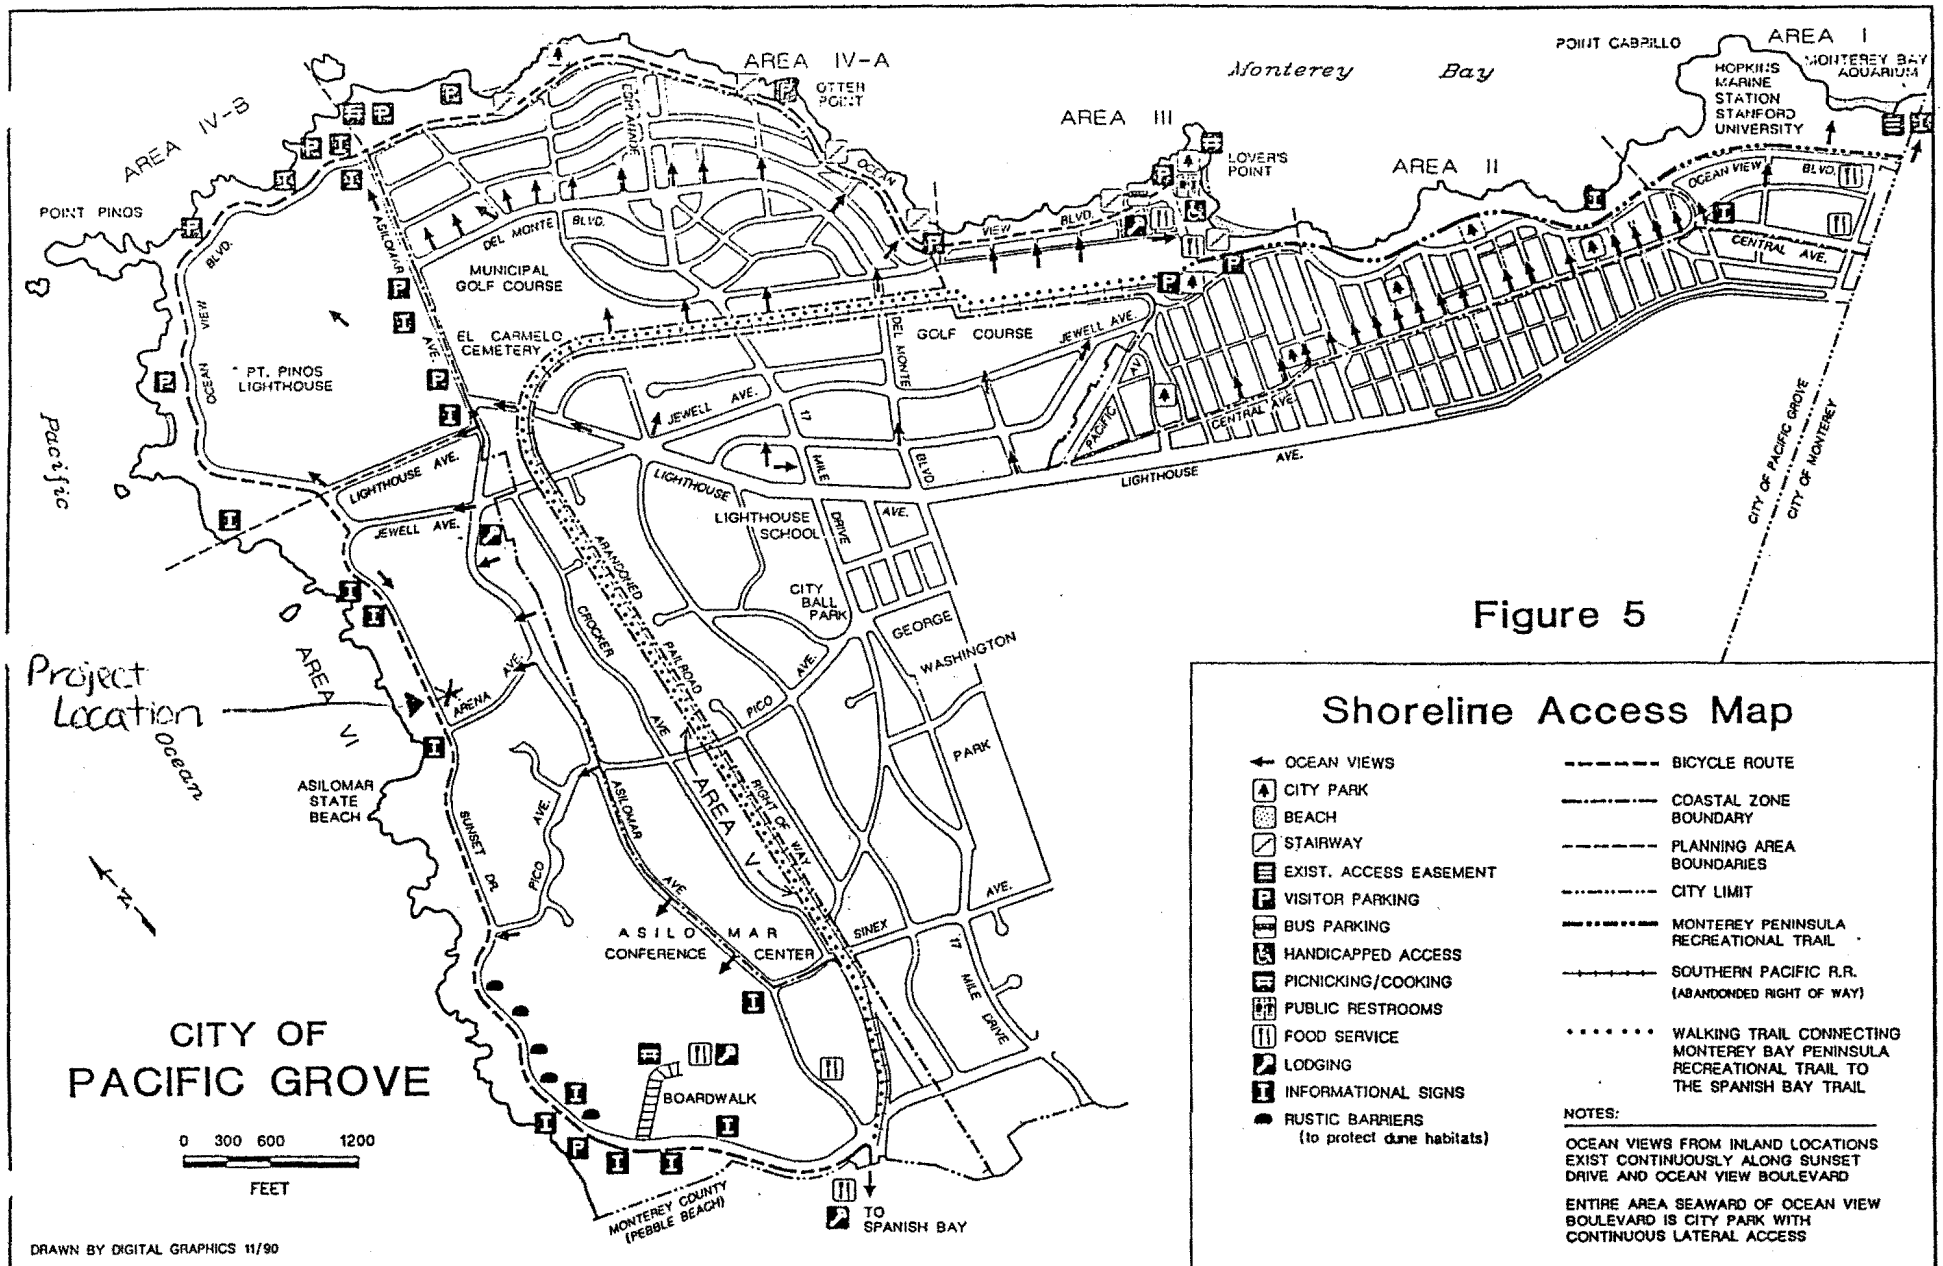 AREA I
POINT CABRILLO
MONTEREY BAY
AQUARIUM
HOPKINS
MARINE
STATION
STANFORD
UNIVERSITY
AREA IV-A
OTTER
POINT
Monterey Bay
AREA III
LOVER'S
POINT
AREA II
AREA IV-B
POINT PINOS
OCEAN VIEW BLVD.
OCEAN VIEW BLVD.
OCEAN VIEW BLVD.
CENTRAL AVE.
ASILOMAR AVE.
DEL MONTE BLVD.
MUNICIPAL
GOLF COURSE
EL CARMELO
CEMETERY
GOLF COURSE
JEWELL AVE.
DEL MONTE BLVD.
PT. PINOS
LIGHTHOUSE
JEWELL AVE.
PACIFIC AV
CENTRAL AVE.
LIGHTHOUSE AVE.
17 MILE DRIVE
LIGHTHOUSE AVE.
LIGHTHOUSE AVE.
JEWELL AVE.
LIGHTHOUSE
SCHOOL
CITY
BALL
PARK
CITY OF PACIFIC GROVE
CITY OF MONTEREY
Pacific
Ocean
ABANDONED RAILROAD RIGHT OF WAY
CROCKER AVE
GEORGE
WASHINGTON
PARK
Figure 5
Project
Location
AREA VI
ARENA AVE.
PICO AVE.
AREA V
ASILOMAR
STATE
BEACH
SUNSET DR.
PICO AVE.
ASILOMAR AVE
ASILOMAR
CONFERENCE CENTER
SINEX AVE.
17 MILE DRIVE
N
CITY OF
PACIFIC GROVE
0 300 600 1200
FEET
BOARDWALK
MONTEREY COUNTY
(PEBBLE BEACH)
TO
SPANISH BAY
DRAWN BY DIGITAL GRAPHICS 11/90
Shoreline Access Map
OCEAN VIEWS
CITY PARK
BEACH
STAIRWAY
EXIST. ACCESS EASEMENT
P VISITOR PARKING
BUS PARKING
HANDICAPPED ACCESS
PICNICKING/COOKING
PUBLIC RESTROOMS
FOOD SERVICE
LODGING
I INFORMATIONAL SIGNS
RUSTIC BARRIERS
(to protect dune habitats)
BICYCLE ROUTE
COASTAL ZONE
BOUNDARY
PLANNING AREA
BOUNDARIES
CITY LIMIT
MONTEREY PENINSULA
RECREATIONAL TRAIL
SOUTHERN PACIFIC R.R.
(ABANDONDED RIGHT OF WAY)
WALKING TRAIL CONNECTING
MONTEREY BAY PENINSULA
RECREATIONAL TRAIL TO
THE SPANISH BAY TRAIL
NOTES:
OCEAN VIEWS FROM INLAND LOCATIONS
EXIST CONTINUOUSLY ALONG SUNSET
DRIVE AND OCEAN VIEW BOULEVARD
ENTIRE AREA SEAWARD OF OCEAN VIEW
BOULEVARD IS CITY PARK WITH
CONTINUOUS LATERAL ACCESS